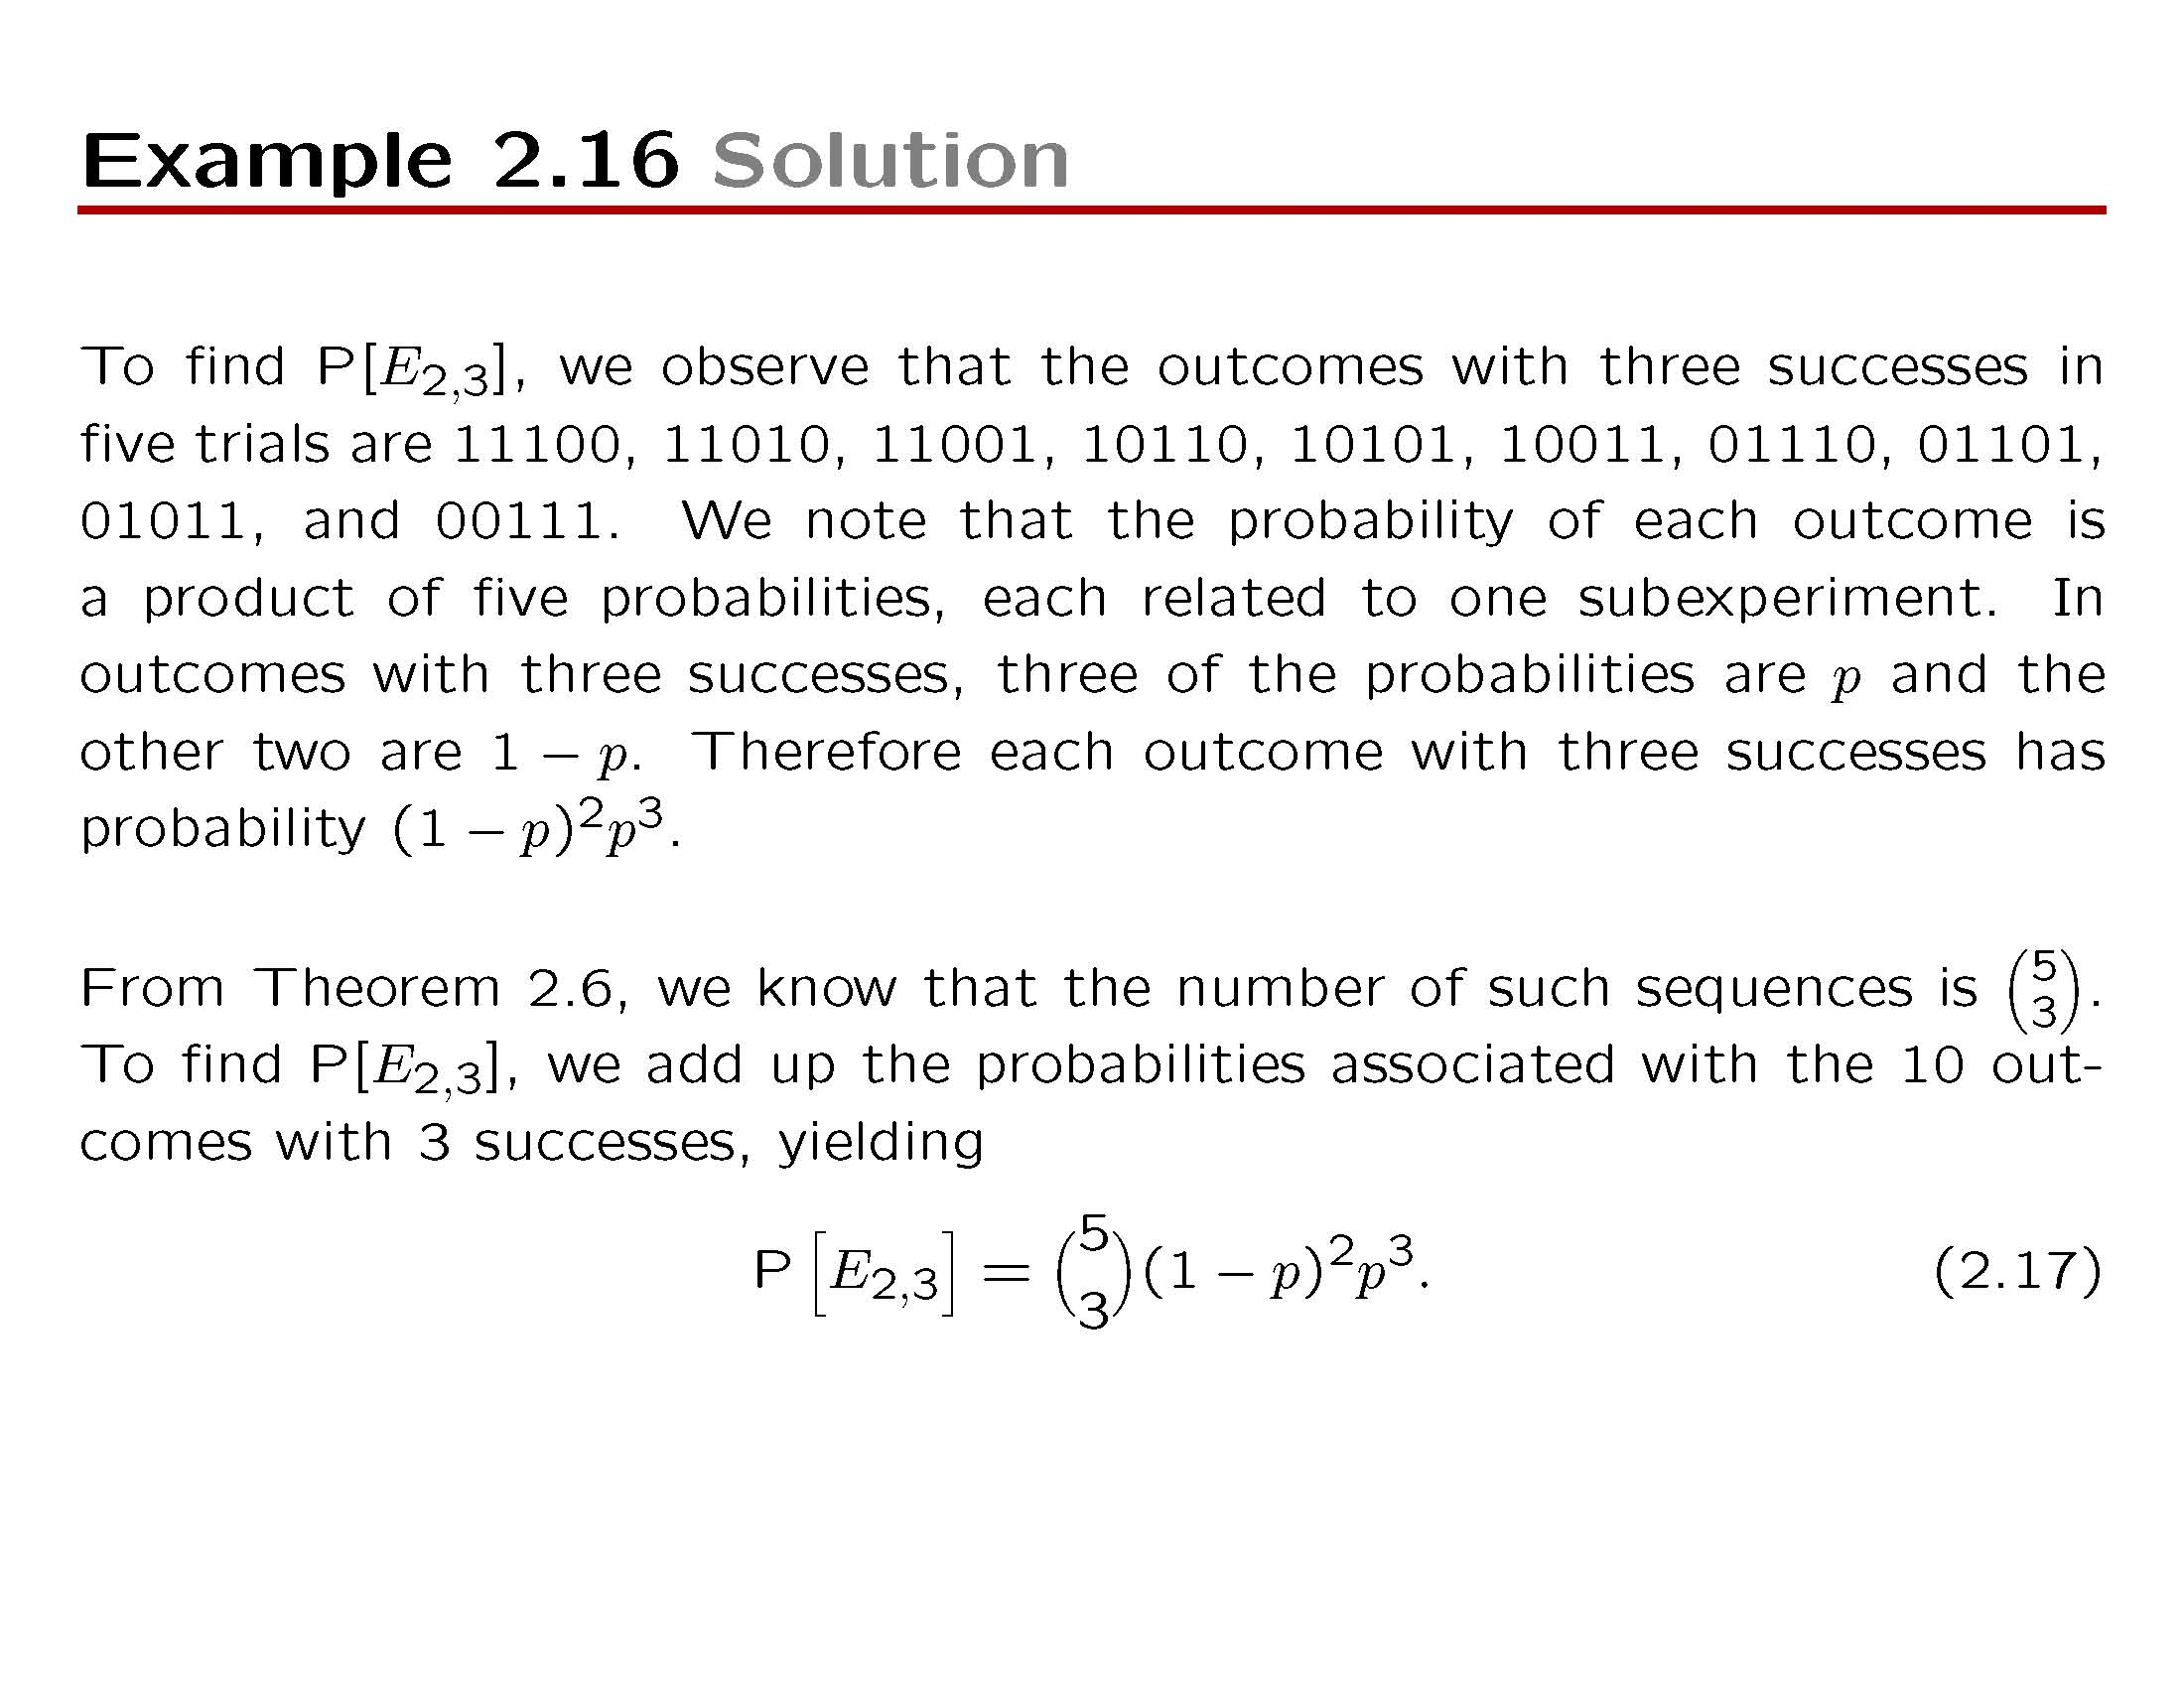 Example 2.16 Solution
To find P[E2,3], we observe that the outcomes with three successes in
five trials are 11100, 11010, 11001, 10110, 10101, 10011, 01110, 01101,
01011, and 00111. We note that the probability of each outcome is
a product of five probabilities, each related to one subexperiment. In
outcomes with three successes, three of the probabilities are p and the
other two are 1 − p. Therefore each outcome with three successes has
probability (1 − p)²p³.
From Theorem 2.6, we know that the number of such sequences is (5 3).
To find P[E2,3], we add up the probabilities associated with the 10 out-
comes with 3 successes, yielding
P [E2,3] = (5 3)(1 − p)²p³. (2.17)